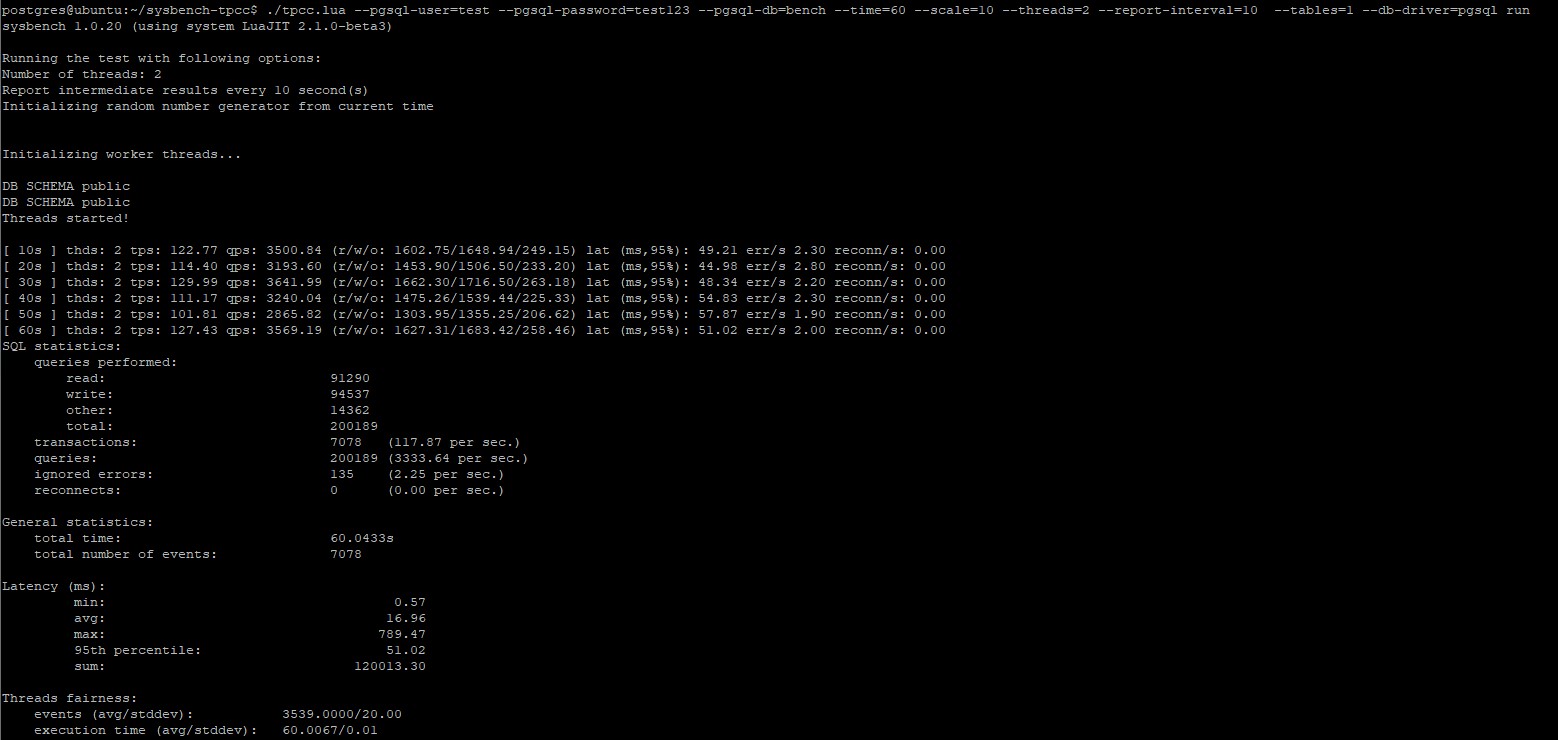 postgres@ubuntu:~/sysbench-tpcc$ ./tpcc.lua --pgsql-user=test --pgsql-password=test123 --pgsql-db=bench --time=60 --scale=10 --threads=2 --report-interval=10  --tables=1 --db-driver=pgsql run
sysbench 1.0.20 (using system LuaJIT 2.1.0-beta3)
Running the test with following options:
Number of threads: 2
Report intermediate results every 10 second(s)
Initializing random number generator from current time
Initializing worker threads...
DB SCHEMA public
DB SCHEMA public
Threads started!
[ 10s ] thds: 2 tps: 122.77 qps: 3500.84 (r/w/o: 1602.75/1648.94/249.15) lat (ms,95%): 49.21 err/s 2.30 reconn/s: 0.00
[ 20s ] thds: 2 tps: 114.40 qps: 3193.60 (r/w/o: 1453.90/1506.50/233.20) lat (ms,95%): 44.98 err/s 2.80 reconn/s: 0.00
[ 30s ] thds: 2 tps: 129.99 qps: 3641.99 (r/w/o: 1662.30/1716.50/263.18) lat (ms,95%): 48.34 err/s 2.20 reconn/s: 0.00
[ 40s ] thds: 2 tps: 111.17 qps: 3240.04 (r/w/o: 1475.26/1539.44/225.33) lat (ms,95%): 54.83 err/s 2.30 reconn/s: 0.00
[ 50s ] thds: 2 tps: 101.81 qps: 2865.82 (r/w/o: 1303.95/1355.25/206.62) lat (ms,95%): 57.87 err/s 1.90 reconn/s: 0.00
[ 60s ] thds: 2 tps: 127.43 qps: 3569.19 (r/w/o: 1627.31/1683.42/258.46) lat (ms,95%): 51.02 err/s 2.00 reconn/s: 0.00
SQL statistics:
    queries performed:
        read:                            91290
        write:                           94537
        other:                           14362
        total:                           200189
    transactions:                        7078   (117.87 per sec.)
    queries:                             200189 (3333.64 per sec.)
    ignored errors:                      135    (2.25 per sec.)
    reconnects:                          0      (0.00 per sec.)
General statistics:
    total time:                          60.0433s
    total number of events:              7078
Latency (ms):
         min:                                    0.57
         avg:                                   16.96
         max:                                  789.47
         95th percentile:                       51.02
         sum:                               120013.30
Threads fairness:
    events (avg/stddev):           3539.0000/20.00
    execution time (avg/stddev):   60.0067/0.01